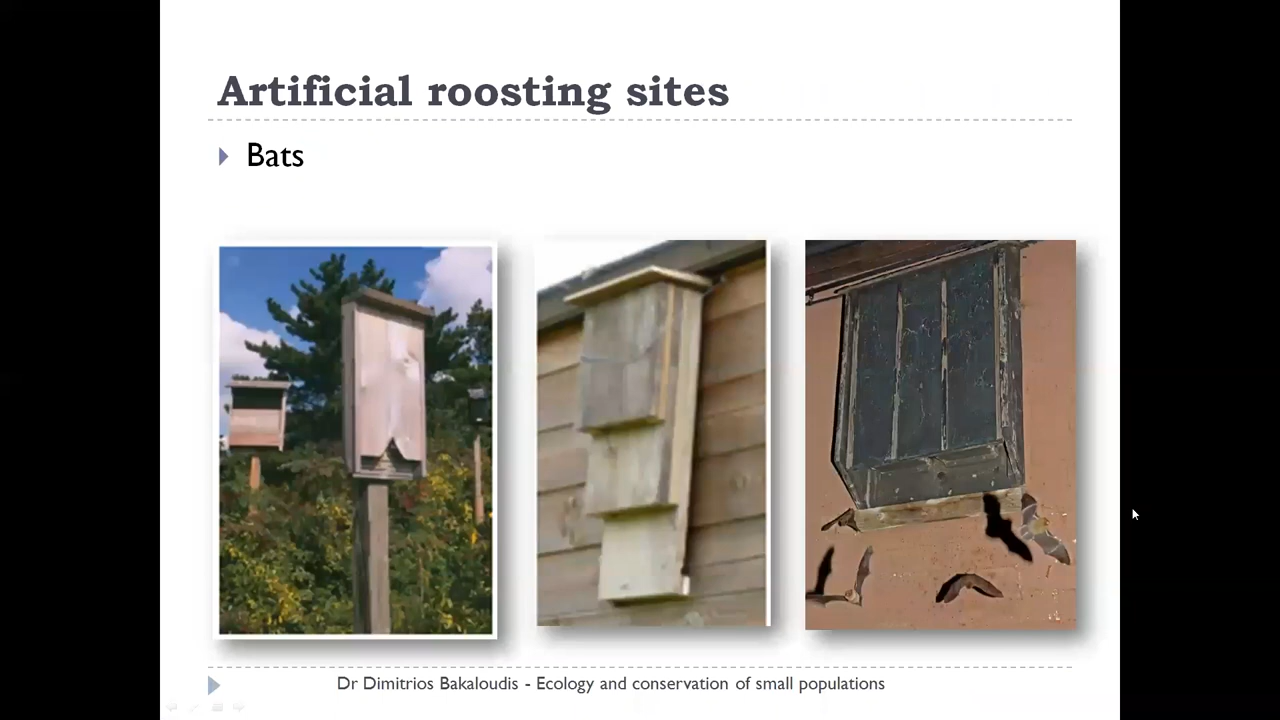 Artificial roosting sites
Bats
Dr Dimitrios Bakaloudis - Ecology and conservation of small populations